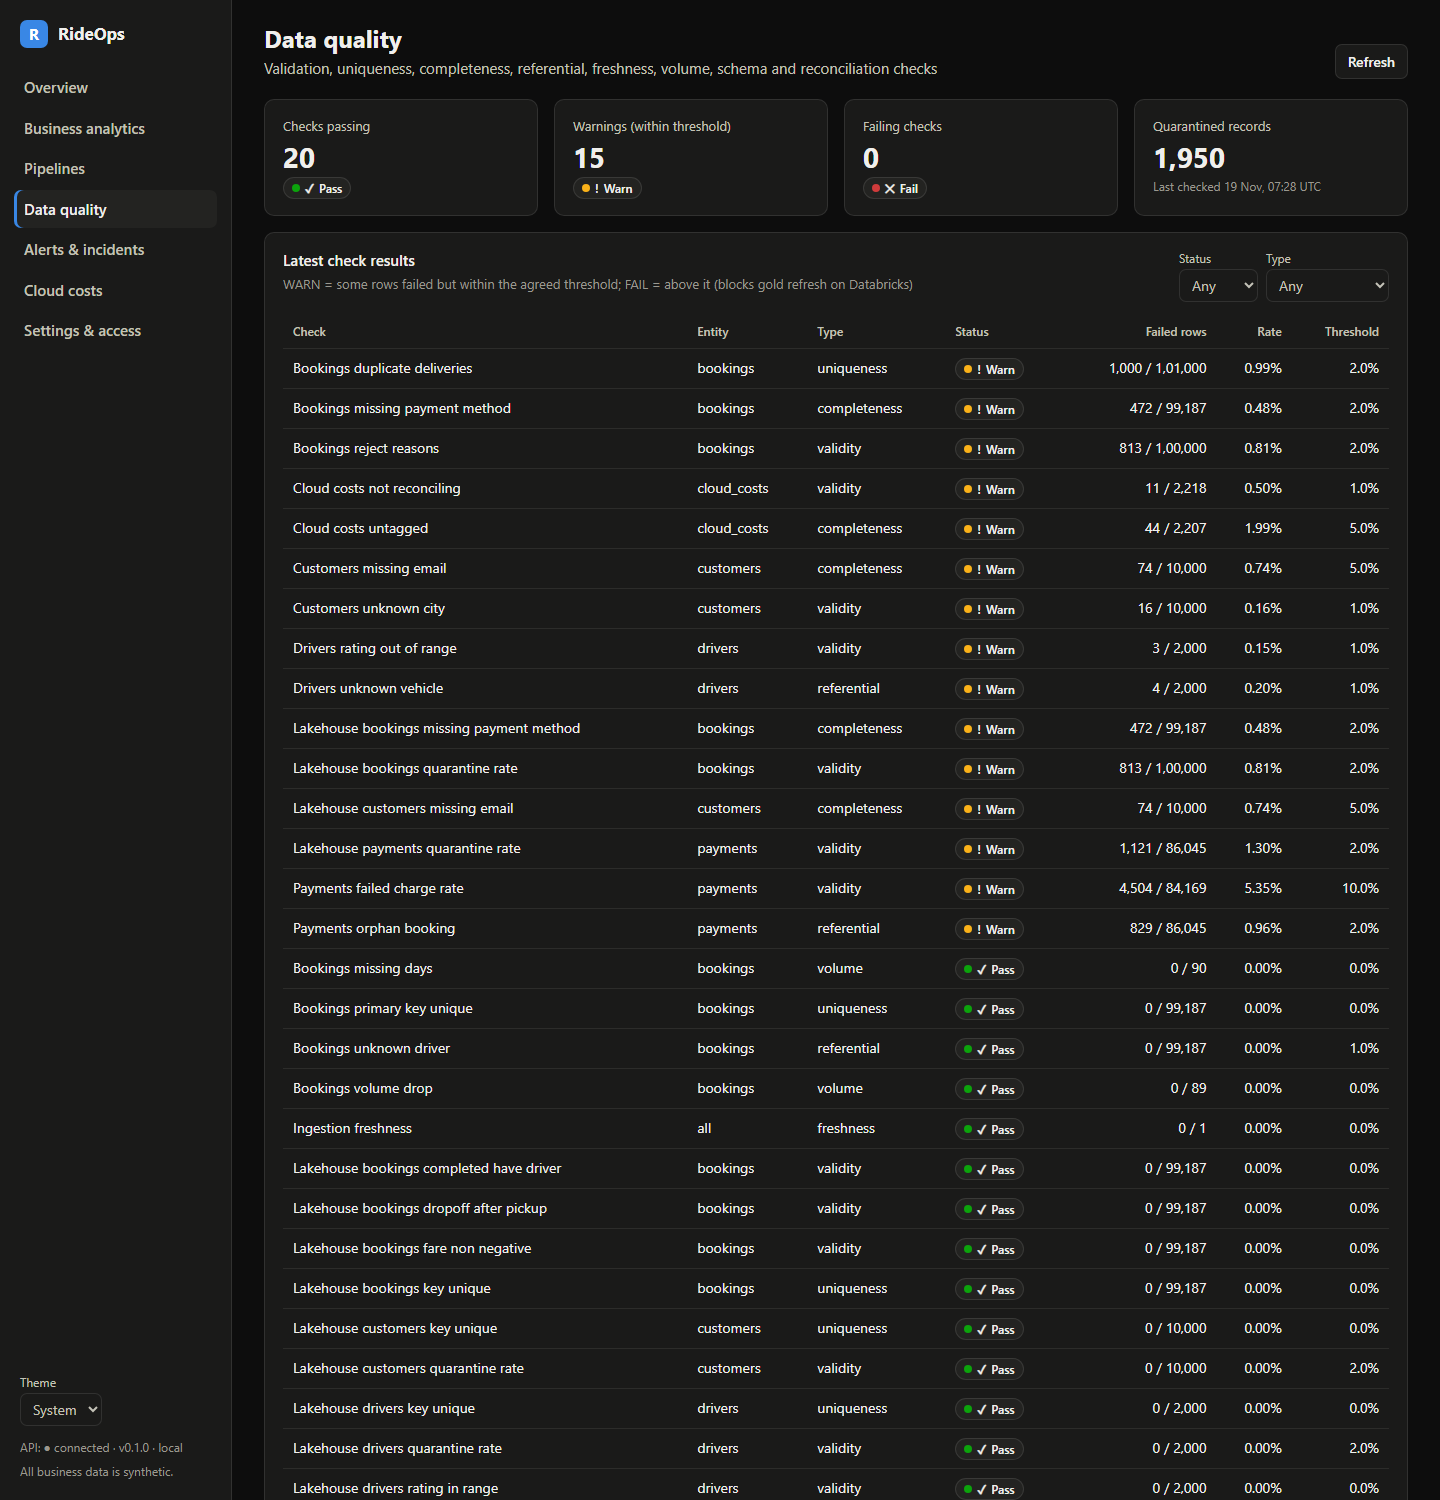 R RideOps
Overview
Business analytics
Pipelines
Data quality
Alerts & incidents
Cloud costs
Settings & access
Theme
System
API: ● connected · v0.1.0 · local
All business data is synthetic.
Data quality
Validation, uniqueness, completeness, referential, freshness, volume, schema and reconciliation checks
Refresh
Checks passing
20
✓ Pass
Warnings (within threshold)
15
! Warn
Failing checks
0
✕ Fail
Quarantined records
1,950
Last checked 19 Nov, 07:28 UTC
Latest check results
WARN = some rows failed but within the agreed threshold; FAIL = above it (blocks gold refresh on Databricks)
Status
Any
Type
Any
Check Entity Type Status Failed rows Rate Threshold
Bookings duplicate deliveries bookings uniqueness ! Warn 1,000 / 1,01,000 0.99% 2.0%
Bookings missing payment method bookings completeness ! Warn 472 / 99,187 0.48% 2.0%
Bookings reject reasons bookings validity ! Warn 813 / 1,00,000 0.81% 2.0%
Cloud costs not reconciling cloud_costs validity ! Warn 11 / 2,218 0.50% 1.0%
Cloud costs untagged cloud_costs completeness ! Warn 44 / 2,207 1.99% 5.0%
Customers missing email customers completeness ! Warn 74 / 10,000 0.74% 5.0%
Customers unknown city customers validity ! Warn 16 / 10,000 0.16% 1.0%
Drivers rating out of range drivers validity ! Warn 3 / 2,000 0.15% 1.0%
Drivers unknown vehicle drivers referential ! Warn 4 / 2,000 0.20% 1.0%
Lakehouse bookings missing payment method bookings completeness ! Warn 472 / 99,187 0.48% 2.0%
Lakehouse bookings quarantine rate bookings validity ! Warn 813 / 1,00,000 0.81% 2.0%
Lakehouse customers missing email customers completeness ! Warn 74 / 10,000 0.74% 5.0%
Lakehouse payments quarantine rate payments validity ! Warn 1,121 / 86,045 1.30% 2.0%
Payments failed charge rate payments validity ! Warn 4,504 / 84,169 5.35% 10.0%
Payments orphan booking payments referential ! Warn 829 / 86,045 0.96% 2.0%
Bookings missing days bookings volume ✓ Pass 0 / 90 0.00% 0.0%
Bookings primary key unique bookings uniqueness ✓ Pass 0 / 99,187 0.00% 0.0%
Bookings unknown driver bookings referential ✓ Pass 0 / 99,187 0.00% 1.0%
Bookings volume drop bookings volume ✓ Pass 0 / 89 0.00% 0.0%
Ingestion freshness all freshness ✓ Pass 0 / 1 0.00% 0.0%
Lakehouse bookings completed have driver bookings validity ✓ Pass 0 / 99,187 0.00% 0.0%
Lakehouse bookings dropoff after pickup bookings validity ✓ Pass 0 / 99,187 0.00% 0.0%
Lakehouse bookings fare non negative bookings validity ✓ Pass 0 / 99,187 0.00% 0.0%
Lakehouse bookings key unique bookings uniqueness ✓ Pass 0 / 99,187 0.00% 0.0%
Lakehouse customers key unique customers uniqueness ✓ Pass 0 / 10,000 0.00% 0.0%
Lakehouse customers quarantine rate customers validity ✓ Pass 0 / 10,000 0.00% 2.0%
Lakehouse drivers key unique drivers uniqueness ✓ Pass 0 / 2,000 0.00% 0.0%
Lakehouse drivers quarantine rate drivers validity ✓ Pass 0 / 2,000 0.00% 2.0%
Lakehouse drivers rating in range drivers validity ✓ Pass 0 / 2,000 0.00% 0.0%